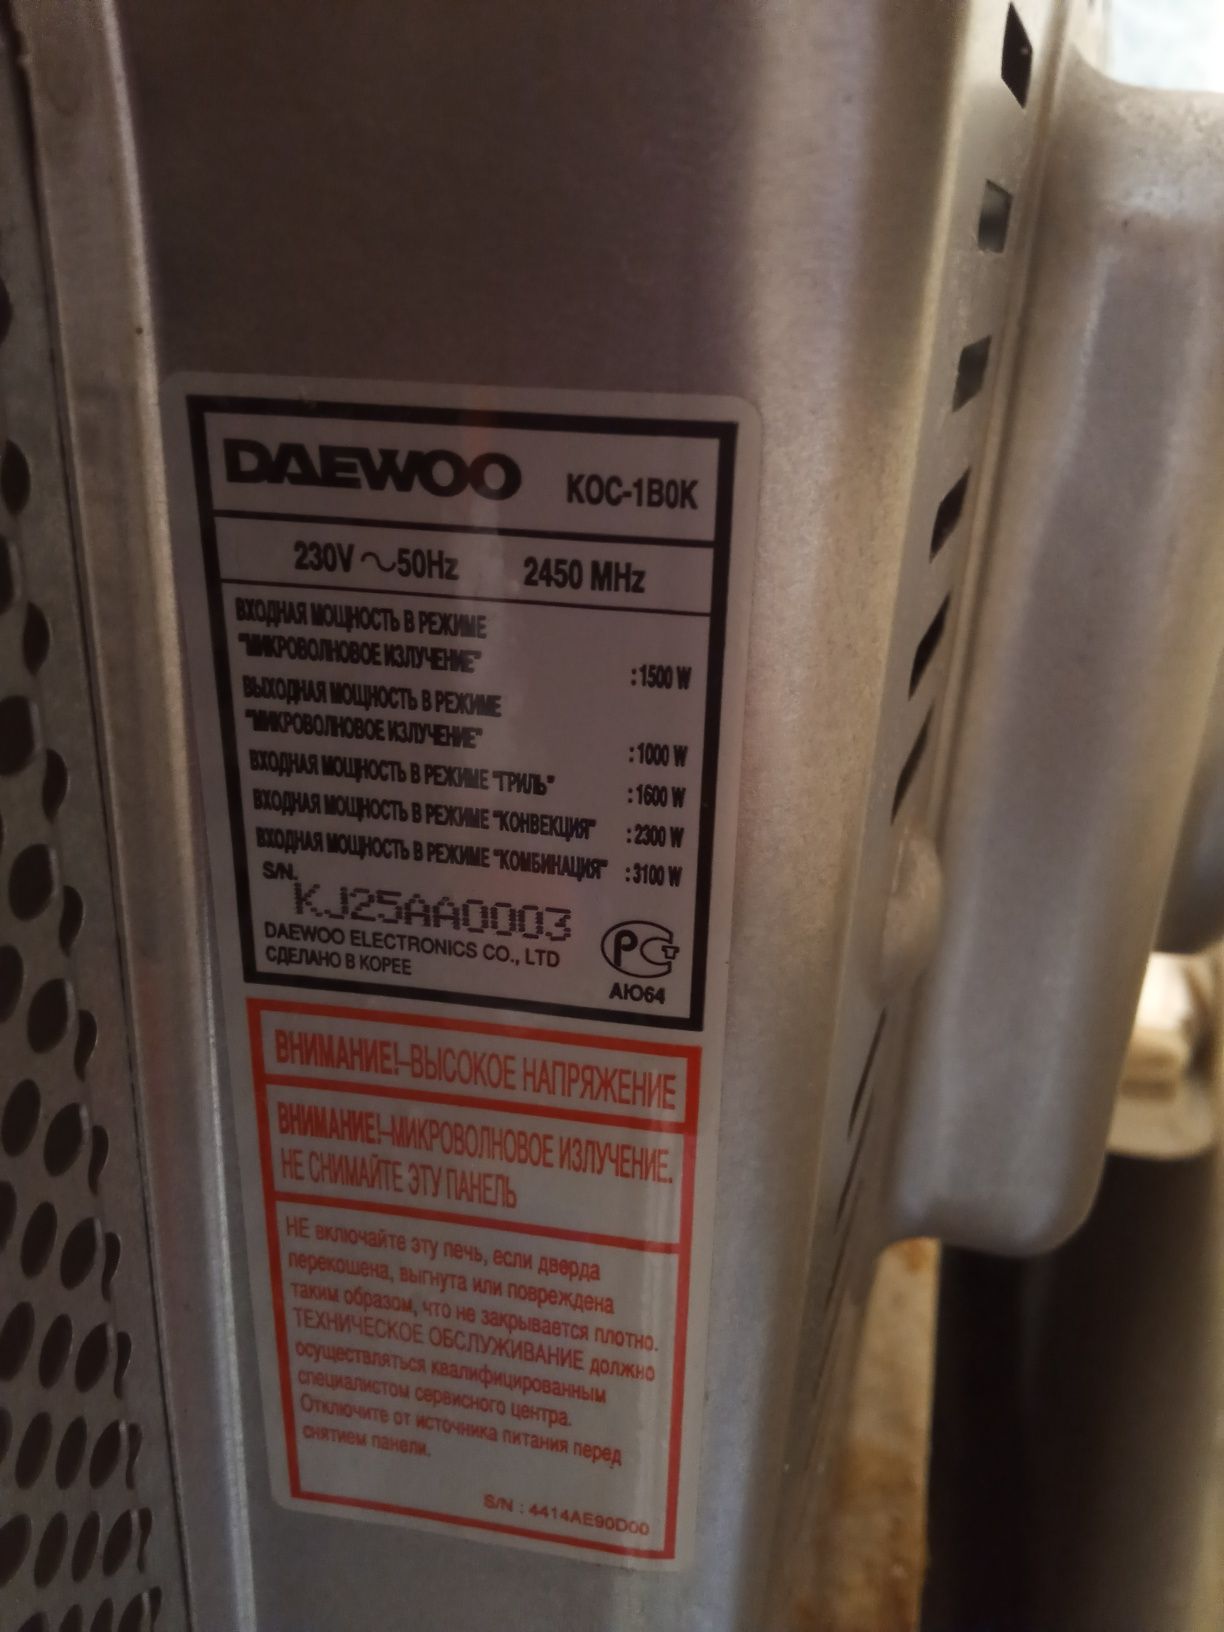 DAEWOO KOC-1B0K
230V ~50Hz 2450 MHz
ВХОДНАЯ МОЩНОСТЬ В РЕЖИМЕ
"МИКРОВОЛНОВОЕ ИЗЛУЧЕНИЕ" : 1500 W
ВЫХОДНАЯ МОЩНОСТЬ В РЕЖИМЕ
"МИКРОВОЛНОВОЕ ИЗЛУЧЕНИЕ" : 1000 W
ВХОДНАЯ МОЩНОСТЬ В РЕЖИМЕ "ГРИЛЬ" : 1600 W
ВХОДНАЯ МОЩНОСТЬ В РЕЖИМЕ "КОНВЕКЦИЯ" : 2300 W
ВХОДНАЯ МОЩНОСТЬ В РЕЖИМЕ "КОМБИНАЦИЯ" : 3100 W
S/N.
KJ25AA0003
DAEWOO ELECTRONICS CO., LTD
СДЕЛАНО В КОРЕЕ
РСТ
АЮ64
ВНИМАНИЕ!–ВЫСОКОЕ НАПРЯЖЕНИЕ
ВНИМАНИЕ!–МИКРОВОЛНОВОЕ ИЗЛУЧЕНИЕ.
НЕ СНИМАЙТЕ ЭТУ ПАНЕЛЬ
НЕ включайте эту печь, если дверца
перекошена, выгнута или повреждена
таким образом, что не закрывается плотно.
ТЕХНИЧЕСКОЕ ОБСЛУЖИВАНИЕ должно
осуществляться квалифицированным
специалистом сервисного центра.
Отключите от источника питания перед
снятием панели.
S/N : 4414AE90D00